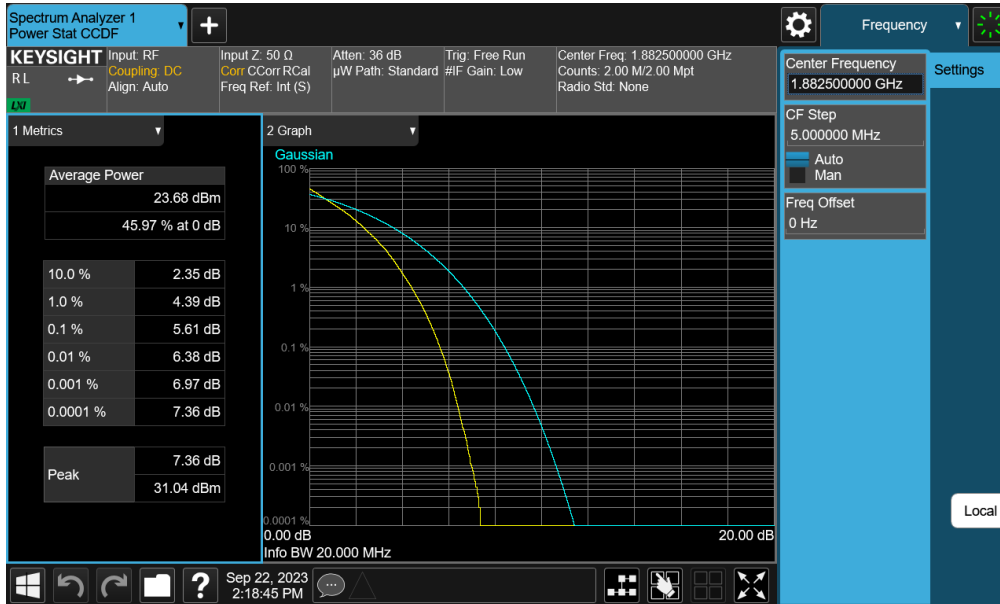 Spectrum Analyzer 1
Power Stat CCDF
Frequency
KEYSIGHT
R L
LXI
Input: RF
Coupling: DC
Align: Auto
Input Z: 50 Ω
Corr CCorr RCal
Freq Ref: Int (S)
Atten: 36 dB
µW Path: Standard
Trig: Free Run
#IF Gain: Low
Center Freq: 1.882500000 GHz
Counts: 2.00 M/2.00 Mpt
Radio Std: None
Center Frequency
1.882500000 GHz
Settings
CF Step
5.000000 MHz
Auto
Man
Freq Offset
0 Hz
Local
1 Metrics
Average Power
23.68 dBm
45.97 % at 0 dB
10.0 % 2.35 dB
1.0 % 4.39 dB
0.1 % 5.61 dB
0.01 % 6.38 dB
0.001 % 6.97 dB
0.0001 % 7.36 dB
Peak
7.36 dB
31.04 dBm
2 Graph
Gaussian
100 %
10 %
1 %
0.1 %
0.01 %
0.001 %
0.0001 %
0.00 dB 20.00 dB
Info BW 20.000 MHz
?
Sep 22, 2023
2:18:45 PM